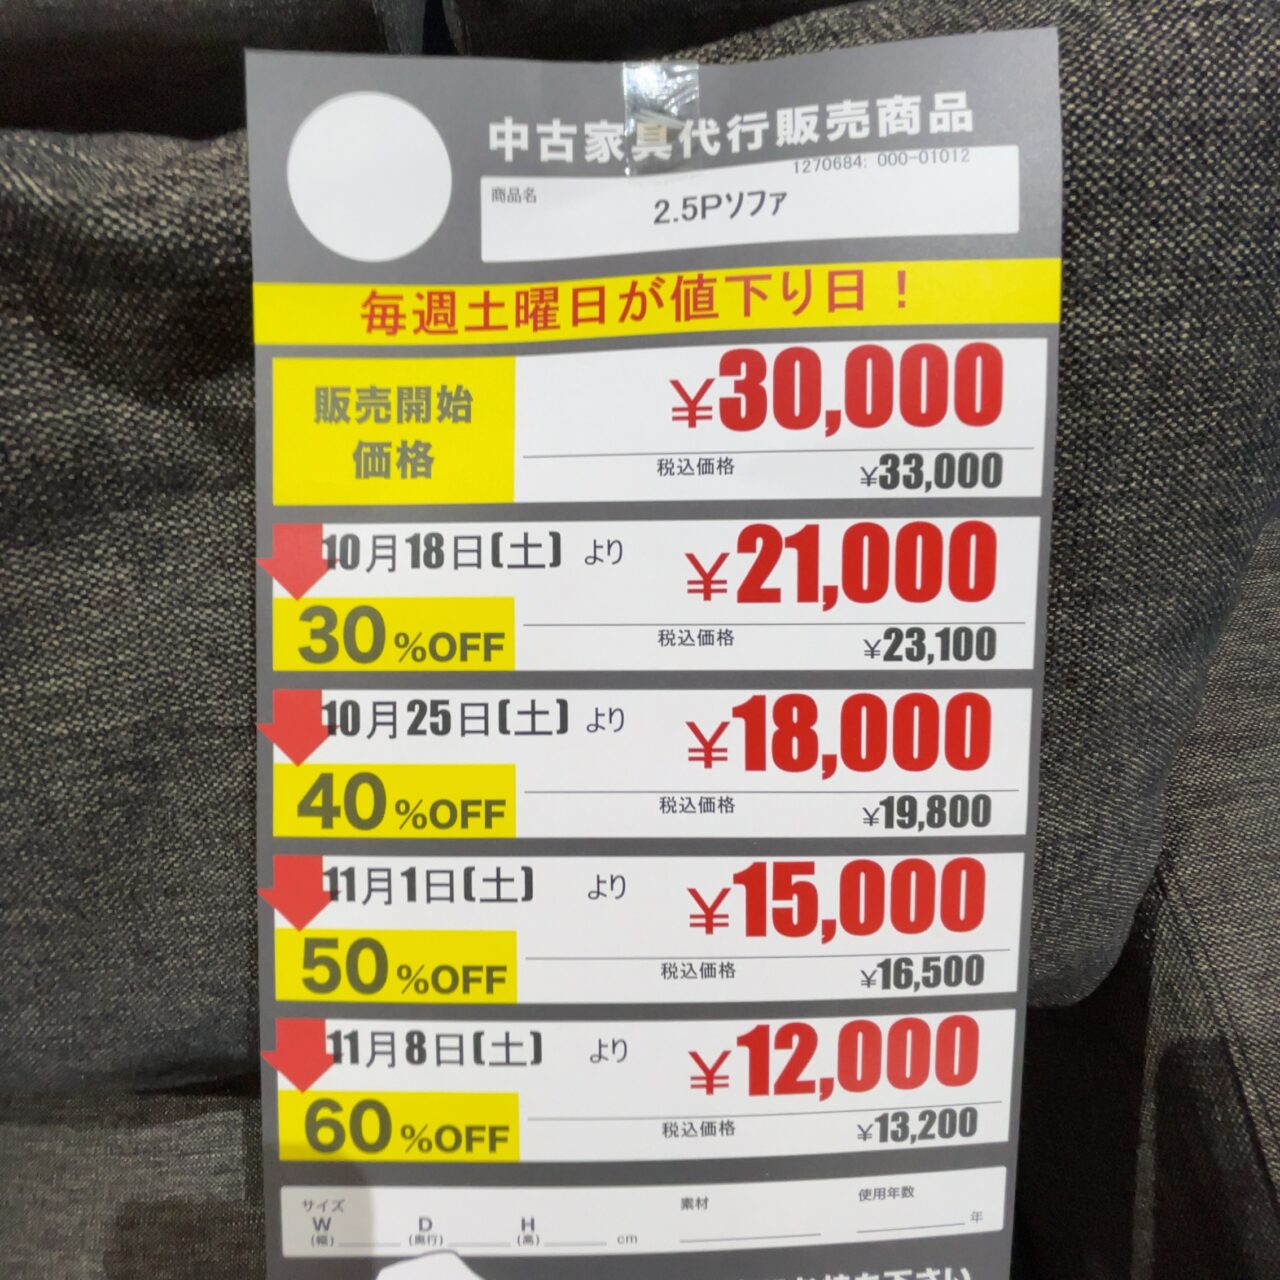 中古家具代行販売商品
1270684: 000-01012
商品名
2.5Pソファ
毎週土曜日が値下り日！
販売開始
価格
¥30,000
税込価格 ¥33,000
10月18日(土) より
¥21,000
30%OFF
税込価格 ¥23,100
10月25日(土) より
¥18,000
40%OFF
税込価格 ¥19,800
11月1日(土) より
¥15,000
50%OFF
税込価格 ¥16,500
11月8日(土) より
¥12,000
60%OFF
税込価格 ¥13,200
サイズ
W (幅) D (奥行) H (高) cm
素材
使用年数
年